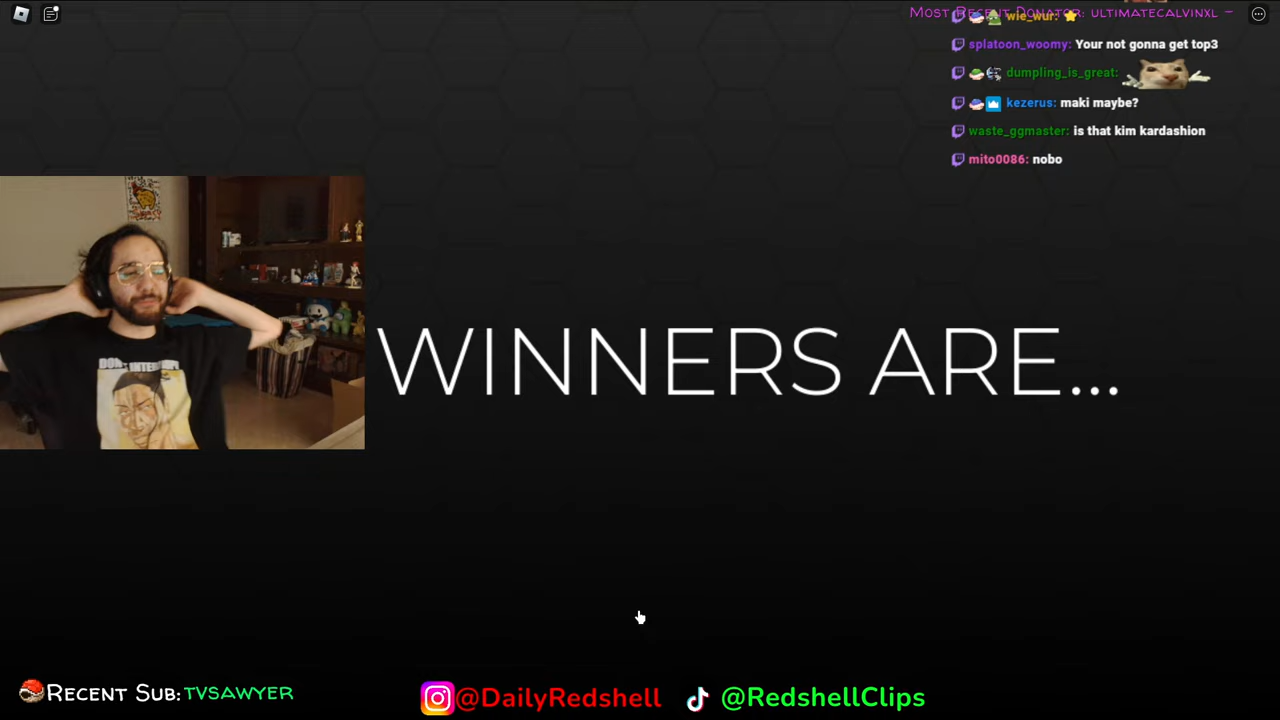 Most Recent Donator: ultimatecalvinxl -
wie_wur:
splatoon_woomy: Your not gonna get top3
dumpling_is_great:
kezerus: maki maybe?
waste_ggmaster: is that kim kardashion
mito0086: nobo
WINNERS ARE...
Recent Sub: tvsawyer
@DailyRedshell
@RedshellClips